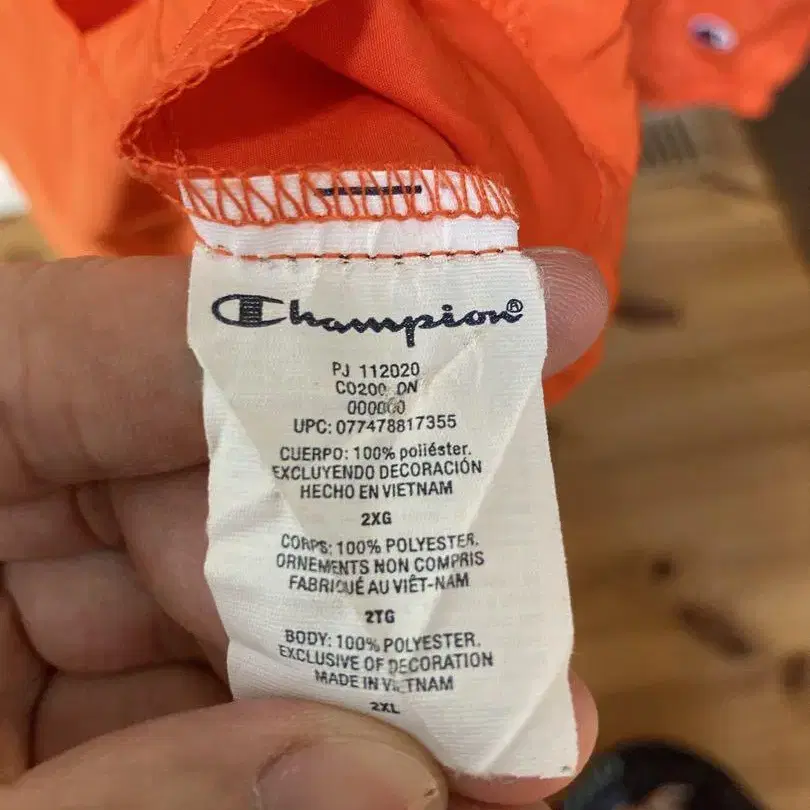 Champion®
PJ 112020
CO200 ON
000000
UPC: 077478817355
CUERPO: 100% poliéster.
EXCLUYENDO DECORACIÓN
HECHO EN VIETNAM
2XG
CORPS: 100% POLYESTER.
ORNEMENTS NON COMPRIS
FABRIQUÉ AU VIÊT-NAM
2TG
BODY: 100% POLYESTER.
EXCLUSIVE OF DECORATION
MADE IN VIETNAM
2XL